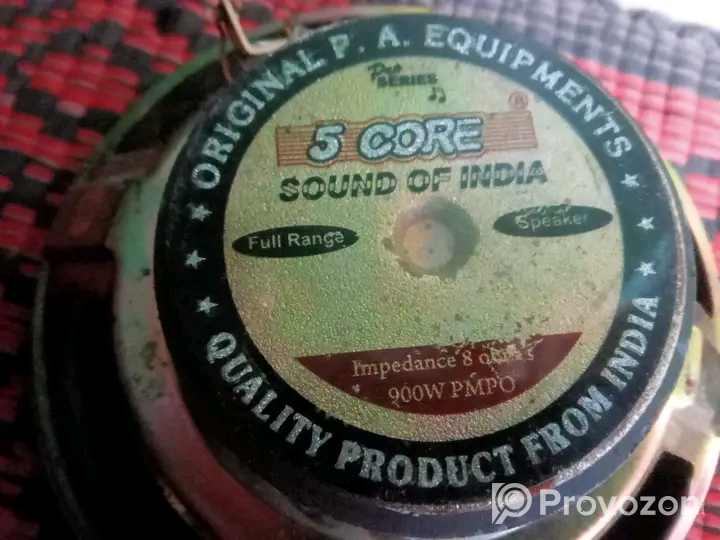 ORIGINAL P. A. EQUIPMENTS
Pro
SERIES
5 CORE ®
SOUND OF INDIA
Full Range
Speaker
Impedance 8 ohms
900W PMPO
QUALITY PRODUCT FROM INDIA
Provozon